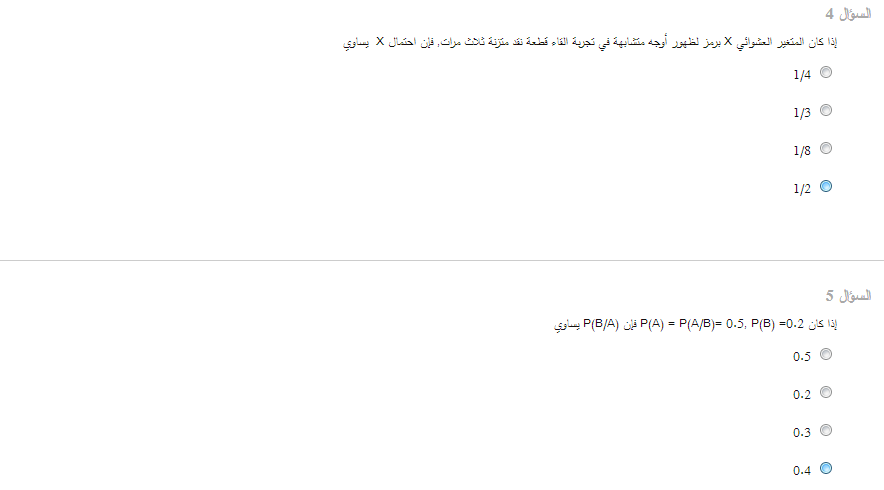 السؤال 4
إذا كان المتغير العشوائي X يرمز لظهور أوجه متشابهة في تجربة القاء قطعة نقد متزنة ثلاث مرات, فإن احتمال X يساوي
1/4
1/3
1/8
1/2
السؤال 5
إذا كان P(A) = P(A/B)= 0.5, P(B) =0.2 فإن P(B/A) يساوي
0.5
0.2
0.3
0.4